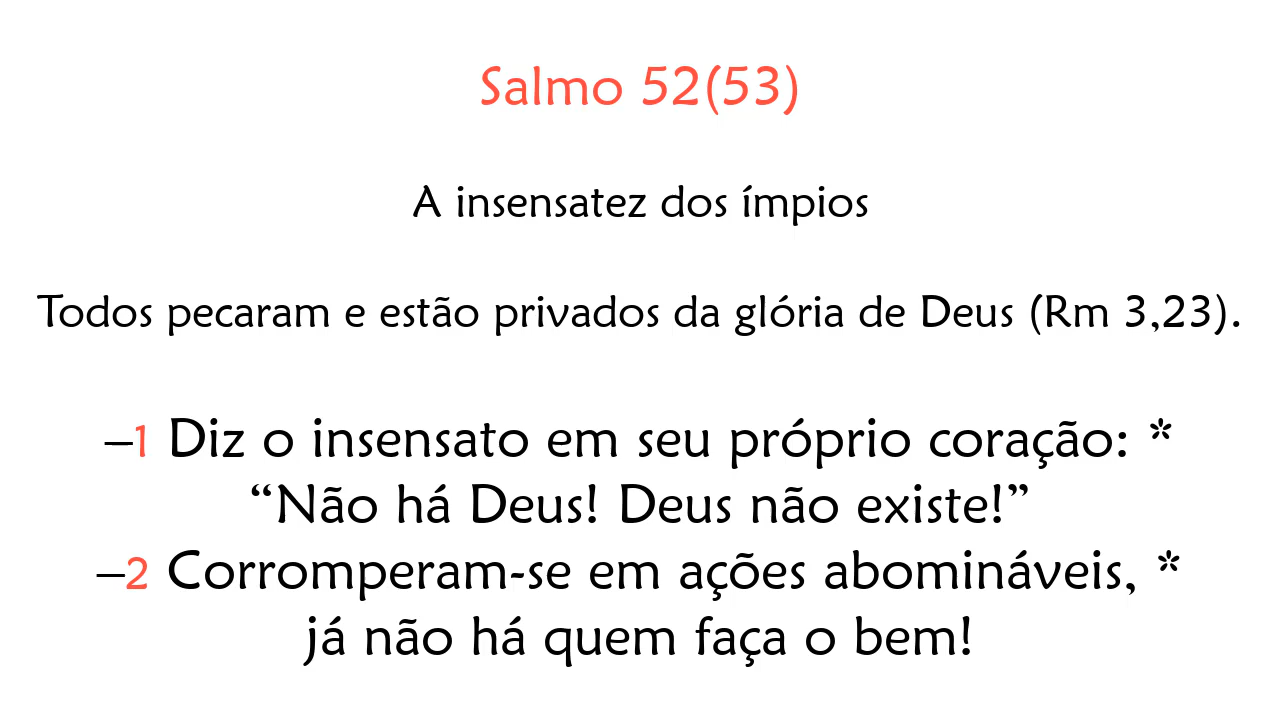 Salmo 52(53)
A insensatez dos ímpios
Todos pecaram e estão privados da glória de Deus (Rm 3,23).
–1 Diz o insensato em seu próprio coração: *
“Não há Deus! Deus não existe!”
–2 Corromperam-se em ações abomináveis, *
já não há quem faça o bem!